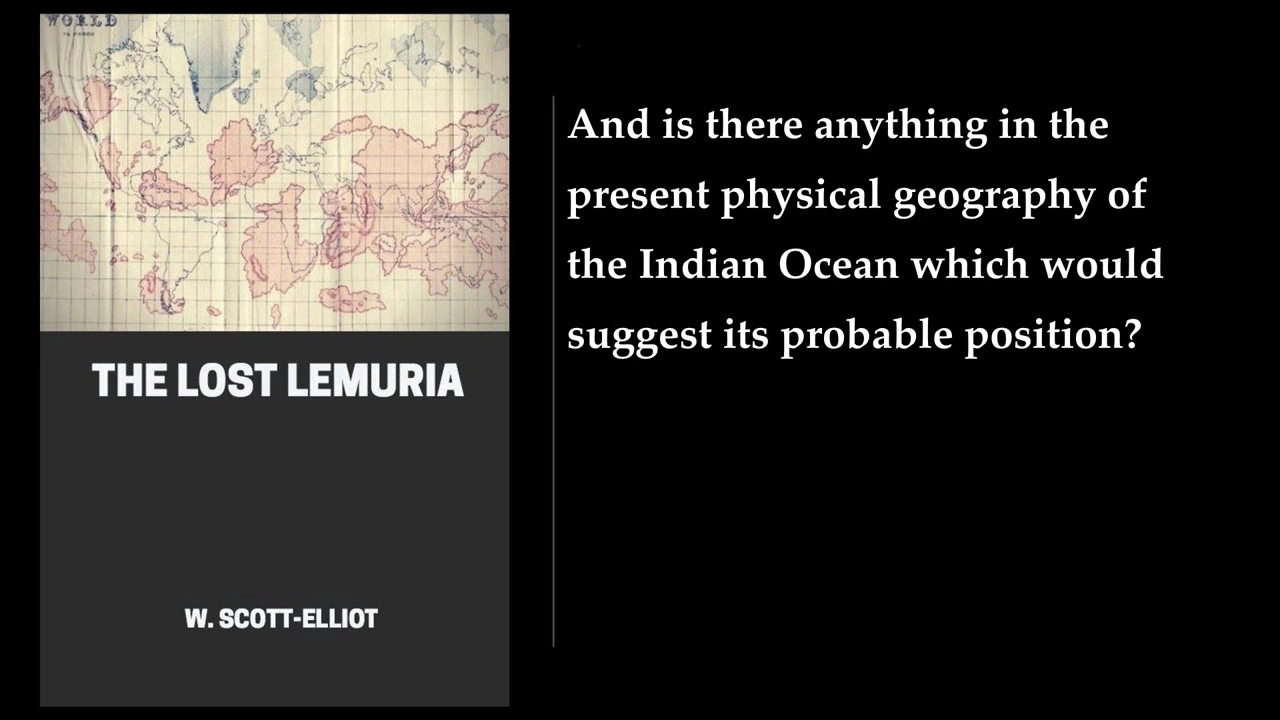 WORLD
THE LOST LEMURIA
W. SCOTT-ELLIOT
And is there anything in the
present physical geography of
the Indian Ocean which would
suggest its probable position?